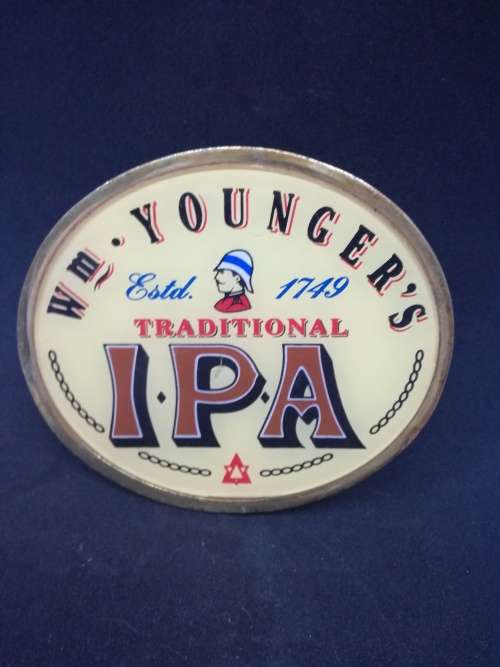 Wm. YOUNGER'S
Estd. 1749
TRADITIONAL
I·P·A